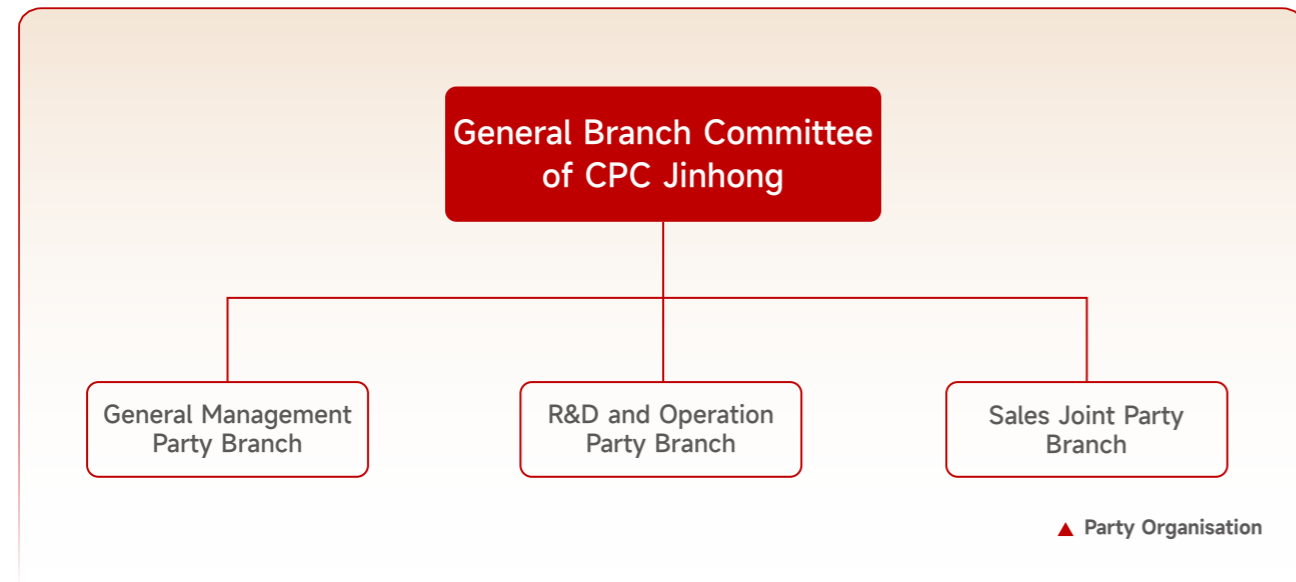 General Branch Committee
of CPC Jinhong
General Management
Party Branch
R&D and Operation
Party Branch
Sales Joint Party
Branch
▲ Party Organisation